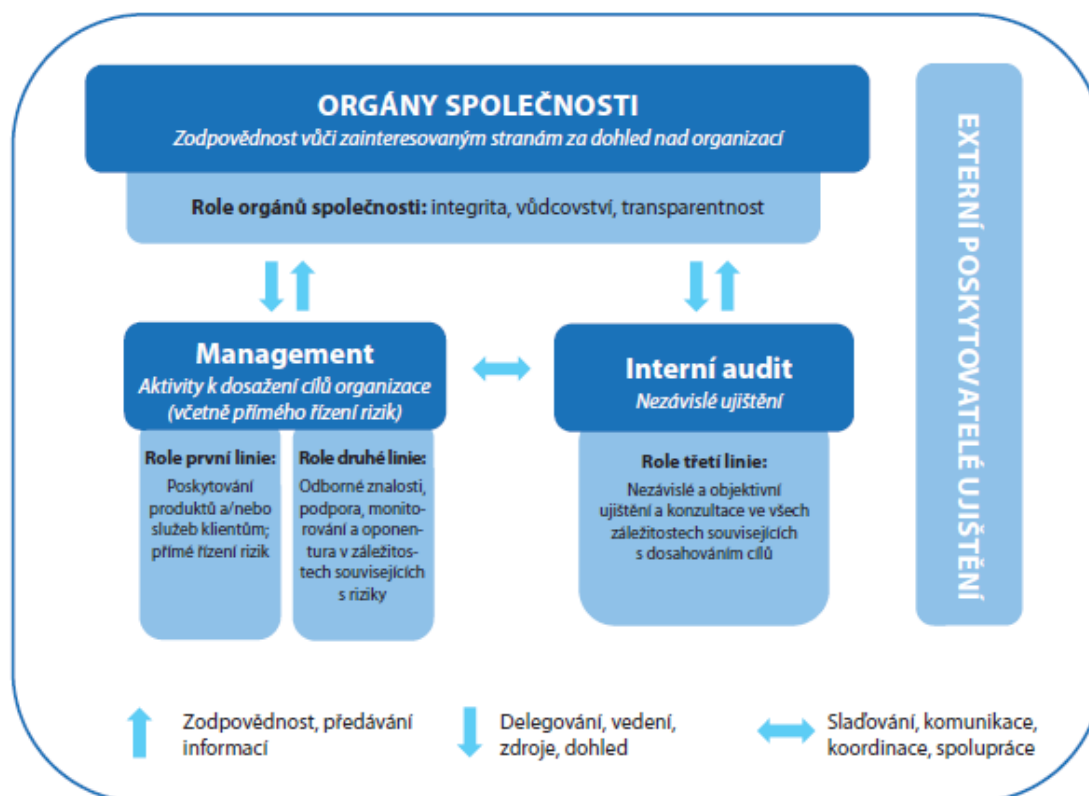 ORGÁNY SPOLEČNOSTI
Zodpovědnost vůči zainteresovaným stranám za dohled nad organizací
Role orgánů společnosti: integrita, vůdcovství, transparentnost
Management
Aktivity k dosažení cílů organizace
(včetně přímého řízení rizik)
Role první linie:
Poskytování
produktů a/nebo
služeb klientům;
přímé řízení rizik
Role druhé linie:
Odborné znalosti,
podpora, monito-
rování a oponen-
tura v záležitos-
tech souvisejících
s riziky
Interní audit
Nezávislé ujištění
Role třetí linie:
Nezávislé a objektivní
ujištění a konzultace ve všech
záležitostech souvisejících
s dosahováním cílů
EXTERNÍ POSKYTOVATELÉ UJIŠTĚNÍ
Zodpovědnost, předávání
informací
Delegování, vedení,
zdroje, dohled
Slaďování, komunikace,
koordinace, spolupráce